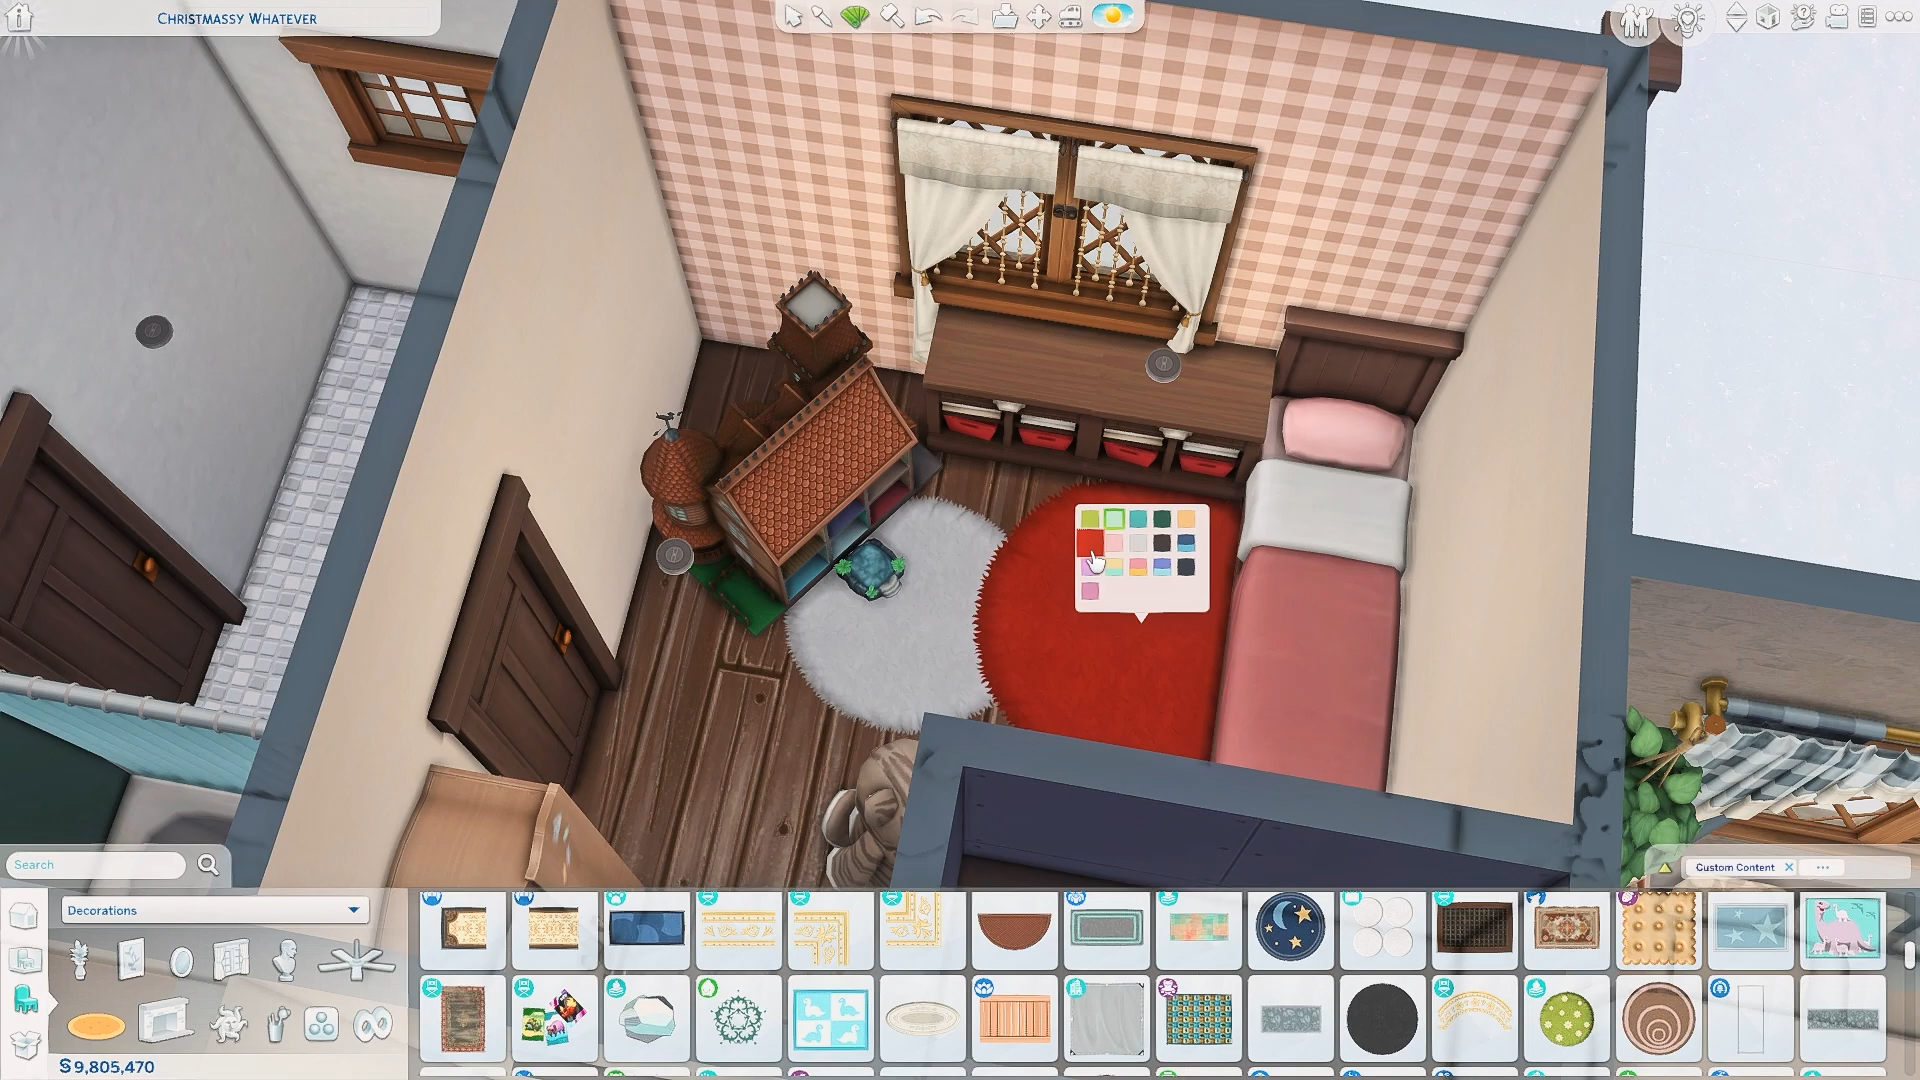 Christmassy Whatever
Search
Custom Content
Decorations
§9,805,470